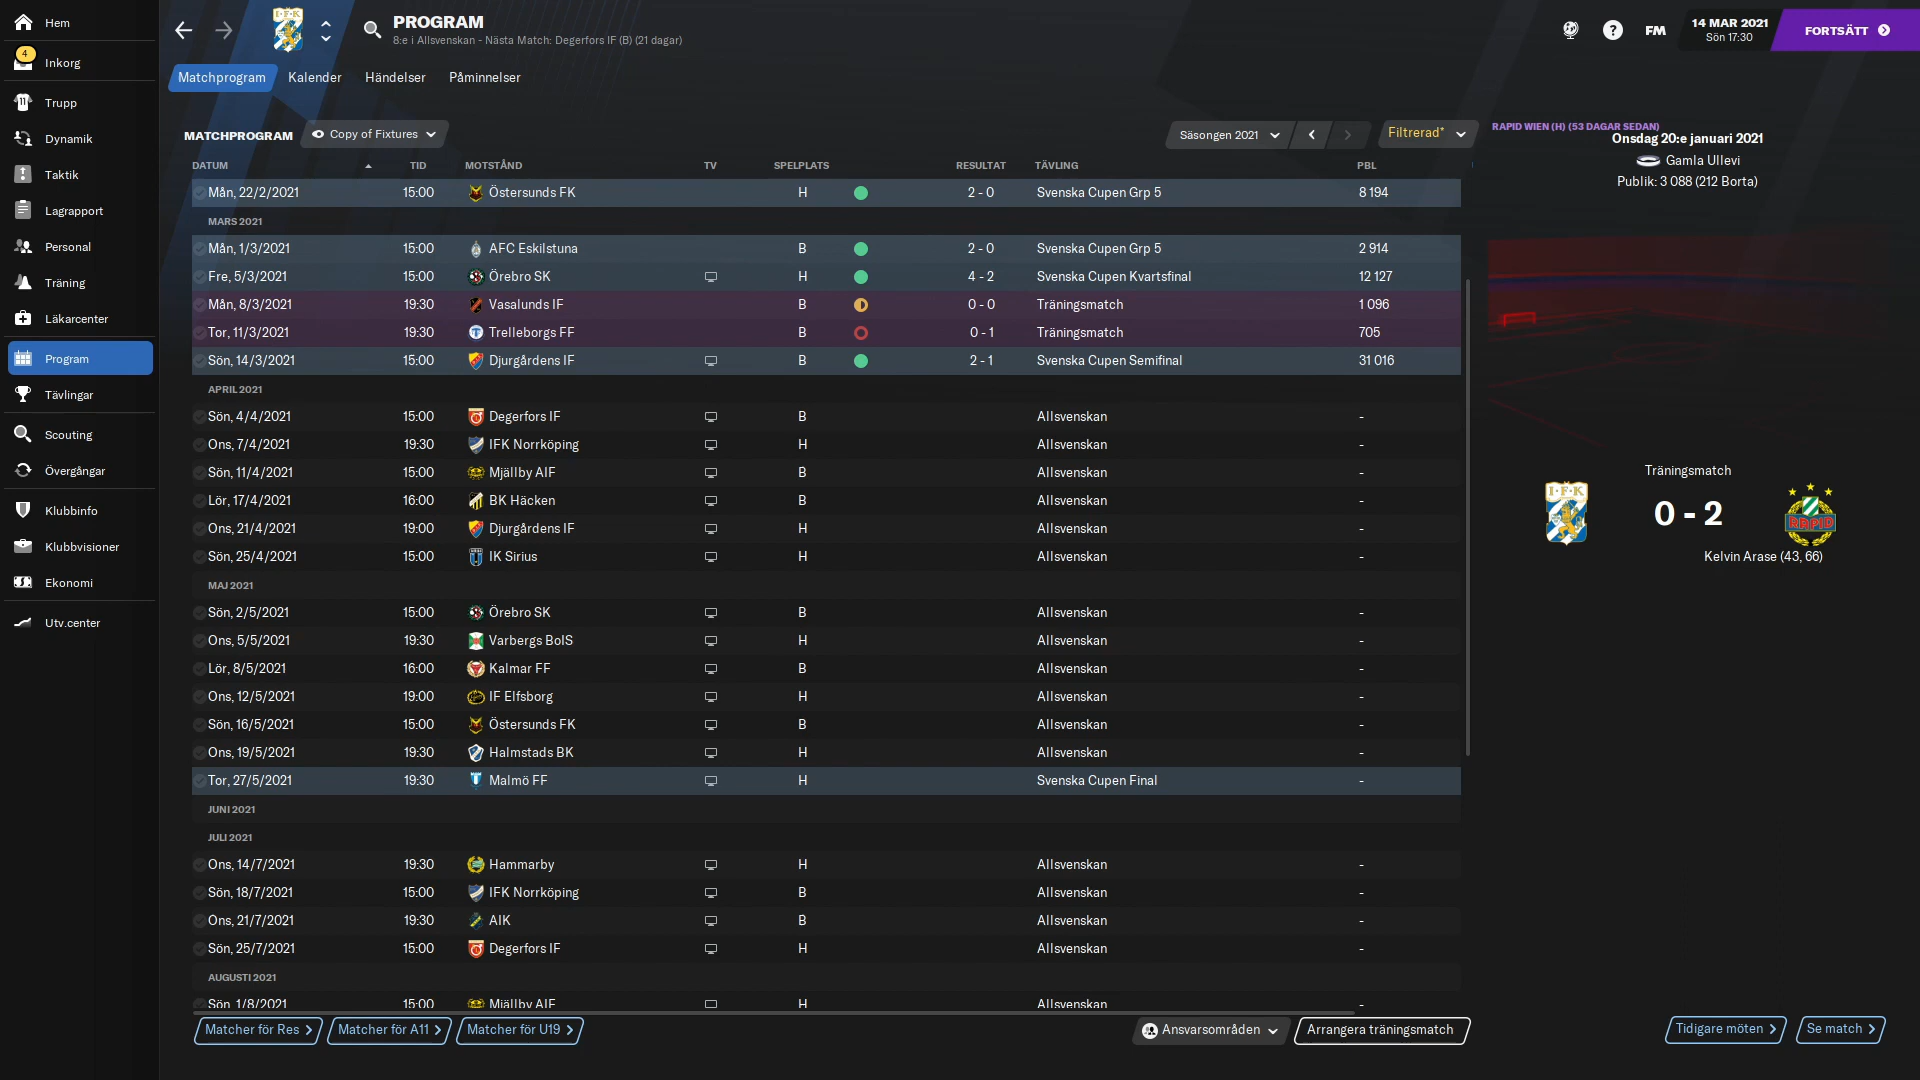 PROGRAM
8:e i Allsvenskan - Nästa Match: Degerfors IF (B) (21 dagar)
FM
14 MAR 2021
Sön 17:30
FORTSÄTT
Hem
4
Inkorg
Trupp
Dynamik
Taktik
Lagrapport
Personal
Träning
Läkarcenter
Program
Tävlingar
Scouting
Övergångar
Klubbinfo
Klubbvisioner
Ekonomi
Utv.center
Matchprogram Kalender Händelser Påminnelser
MATCHPROGRAM Copy of Fixtures Säsongen 2021 Filtrerad*
DATUM TID MOTSTÅND TV SPELPLATS RESULTAT TÄVLING PBL
Mån, 22/2/2021 15:00 Östersunds FK H 2 - 0 Svenska Cupen Grp 5 8 194
MARS 2021
Mån, 1/3/2021 15:00 AFC Eskilstuna B 2 - 0 Svenska Cupen Grp 5 2 914
Fre, 5/3/2021 15:00 Örebro SK H 4 - 2 Svenska Cupen Kvartsfinal 12 127
Mån, 8/3/2021 19:30 Vasalunds IF B 0 - 0 Träningsmatch 1 096
Tor, 11/3/2021 19:30 Trelleborgs FF B 0 - 1 Träningsmatch 705
Sön, 14/3/2021 15:00 Djurgårdens IF B 2 - 1 Svenska Cupen Semifinal 31 016
APRIL 2021
Sön, 4/4/2021 15:00 Degerfors IF B Allsvenskan -
Ons, 7/4/2021 19:30 IFK Norrköping H Allsvenskan -
Sön, 11/4/2021 15:00 Mjällby AIF B Allsvenskan -
Lör, 17/4/2021 16:00 BK Häcken B Allsvenskan -
Ons, 21/4/2021 19:00 Djurgårdens IF H Allsvenskan -
Sön, 25/4/2021 15:00 IK Sirius H Allsvenskan -
MAJ 2021
Sön, 2/5/2021 15:00 Örebro SK B Allsvenskan -
Ons, 5/5/2021 19:30 Varbergs BoIS H Allsvenskan -
Lör, 8/5/2021 16:00 Kalmar FF B Allsvenskan -
Ons, 12/5/2021 19:00 IF Elfsborg H Allsvenskan -
Sön, 16/5/2021 15:00 Östersunds FK B Allsvenskan -
Ons, 19/5/2021 19:30 Halmstads BK H Allsvenskan -
Tor, 27/5/2021 19:30 Malmö FF H Svenska Cupen Final -
JUNI 2021
JULI 2021
Ons, 14/7/2021 19:30 Hammarby H Allsvenskan -
Sön, 18/7/2021 15:00 IFK Norrköping B Allsvenskan -
Ons, 21/7/2021 19:30 AIK B Allsvenskan -
Sön, 25/7/2021 15:00 Degerfors IF H Allsvenskan -
AUGUSTI 2021
Sön, 1/8/2021 15:00 Mjällby AIF H Allsvenskan -
Matcher för Res Matcher för A11 Matcher för U19 Ansvarsområden Arrangera träningsmatch
RAPID WIEN (H) (53 DAGAR SEDAN)
Onsdag 20:e januari 2021
Gamla Ullevi
Publik: 3 088 (212 Borta)
Träningsmatch
I·F·K 0 - 2 RAPID
Kelvin Arase (43, 66)
Tidigare möten Se match